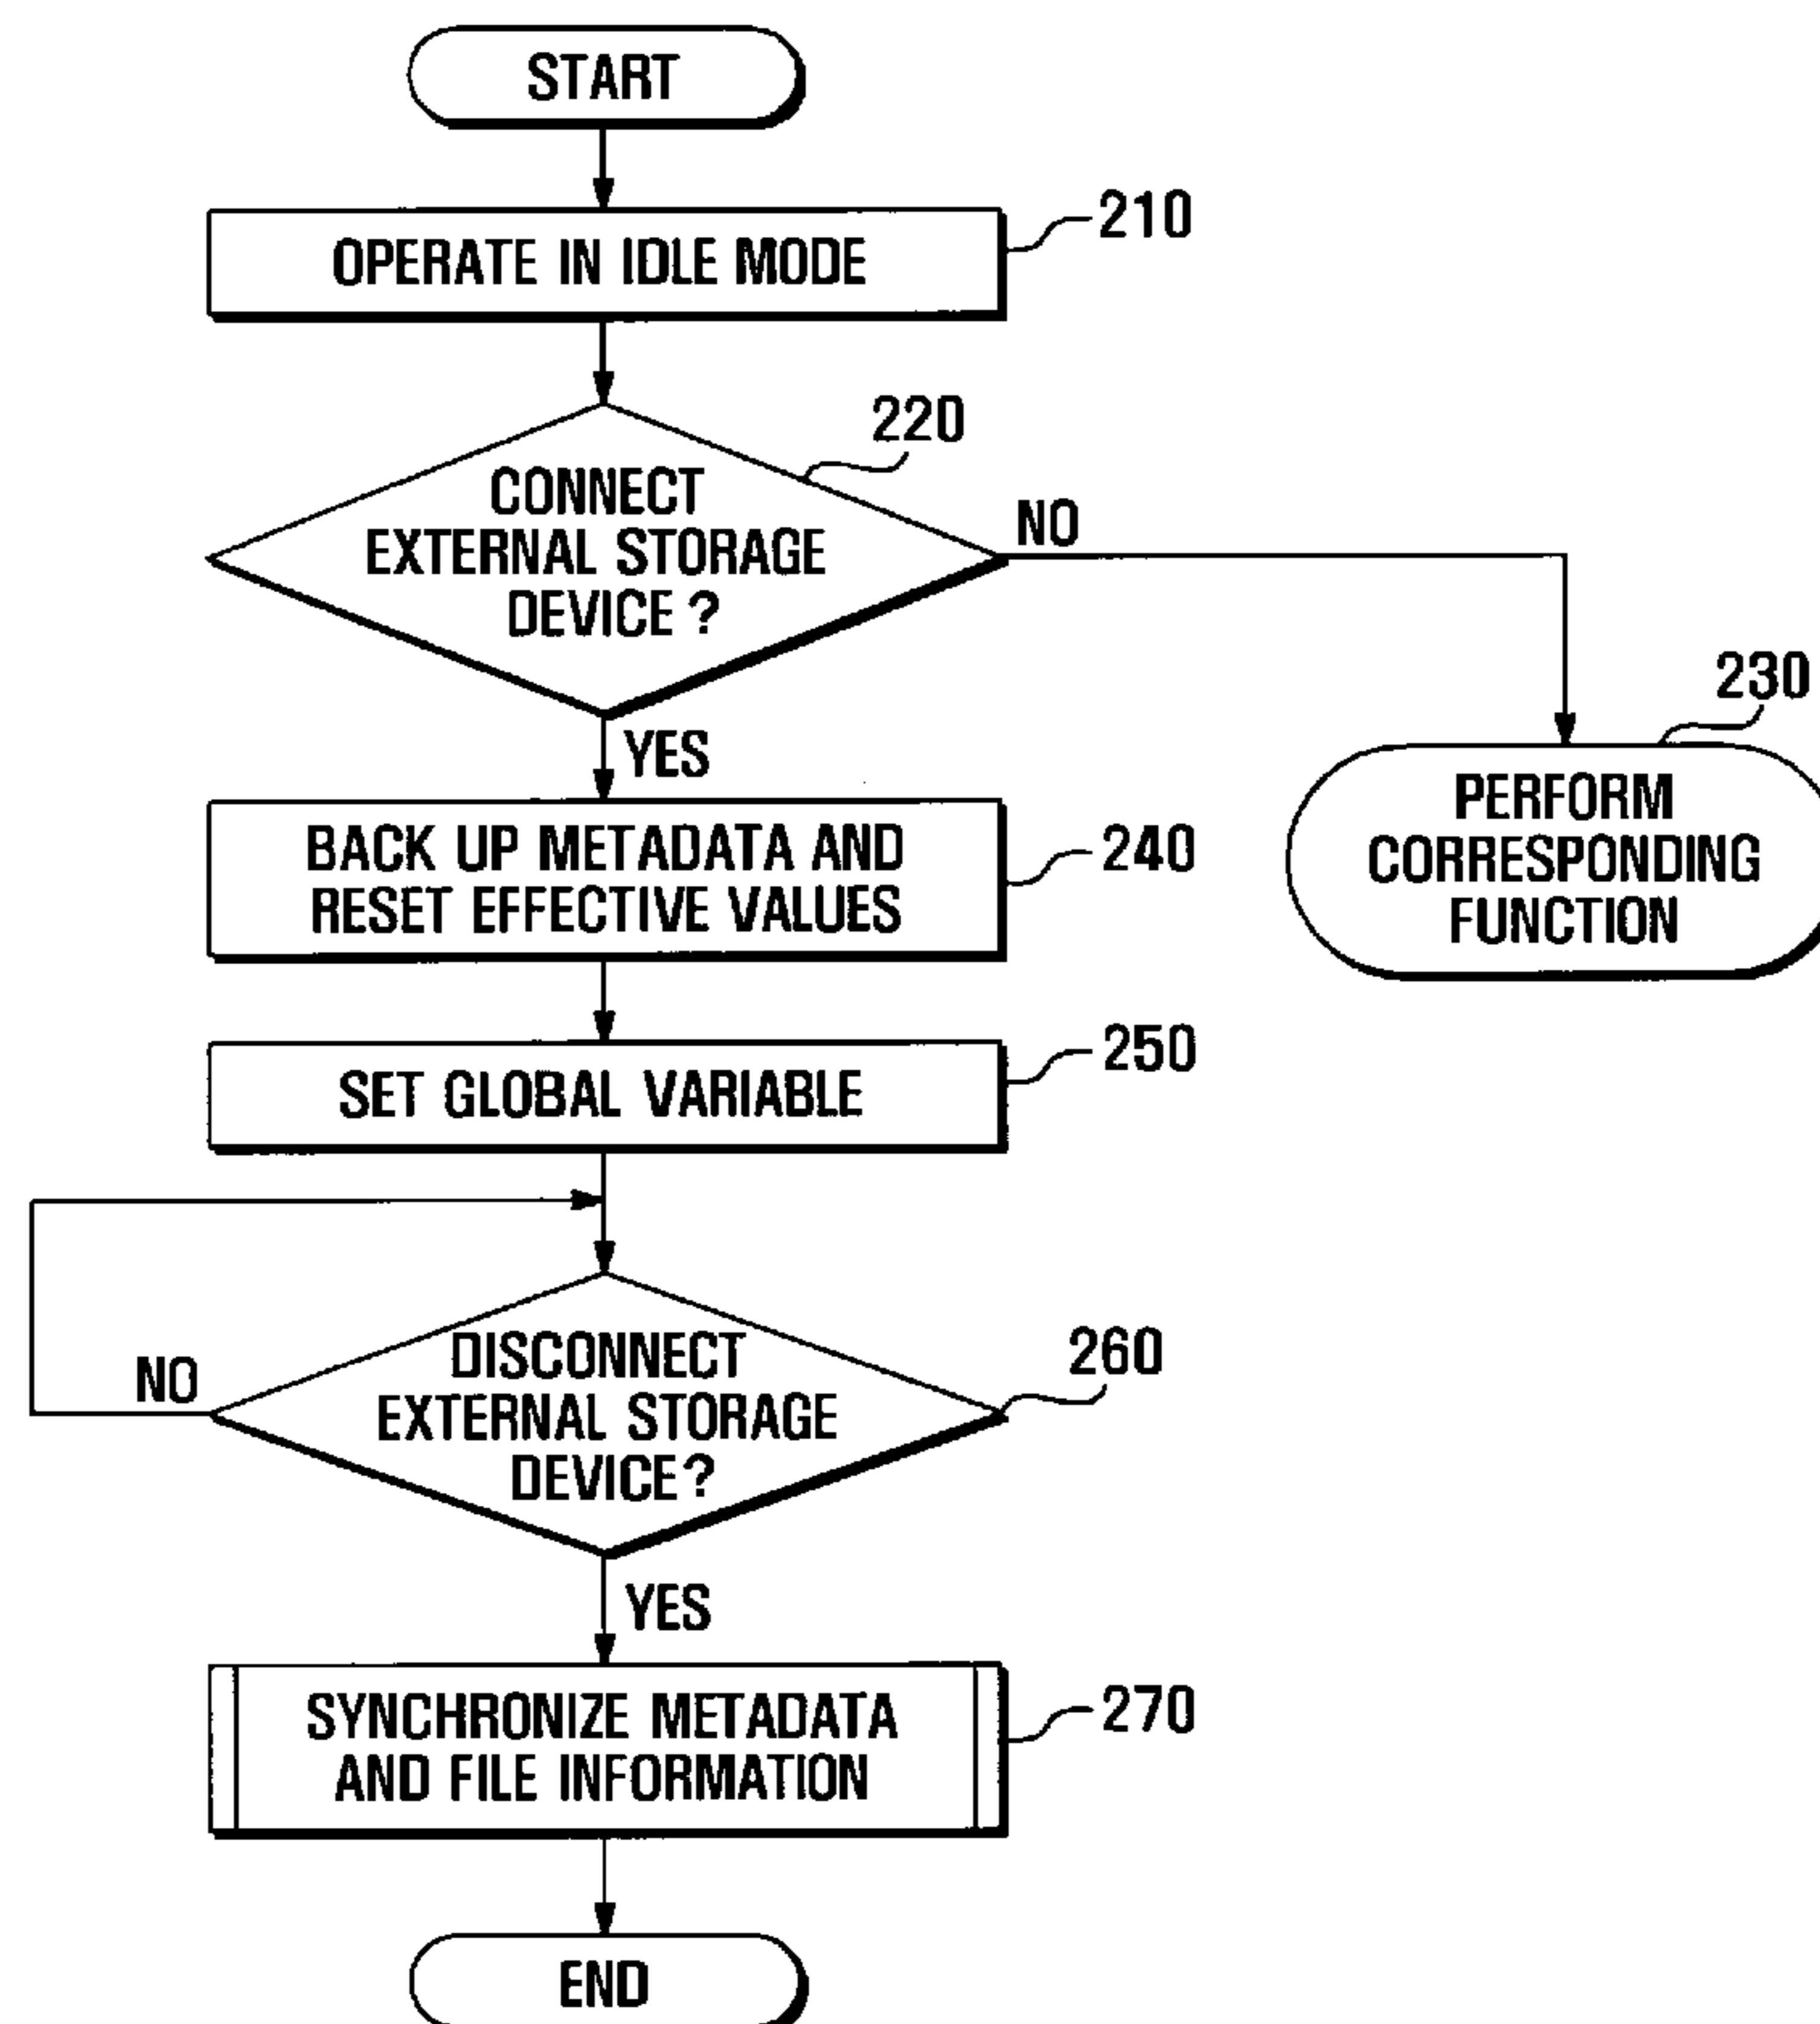 START
OPERATE IN IDLE MODE
210
220
CONNECT
EXTERNAL STORAGE
DEVICE ?
NO
YES
230
PERFORM
CORRESPONDING
FUNCTION
BACK UP METADATA AND
RESET EFFECTIVE VALUES
240
SET GLOBAL VARIABLE
250
DISCONNECT
EXTERNAL STORAGE
DEVICE?
260
NO
YES
SYNCHRONIZE METADATA
AND FILE INFORMATION
270
END